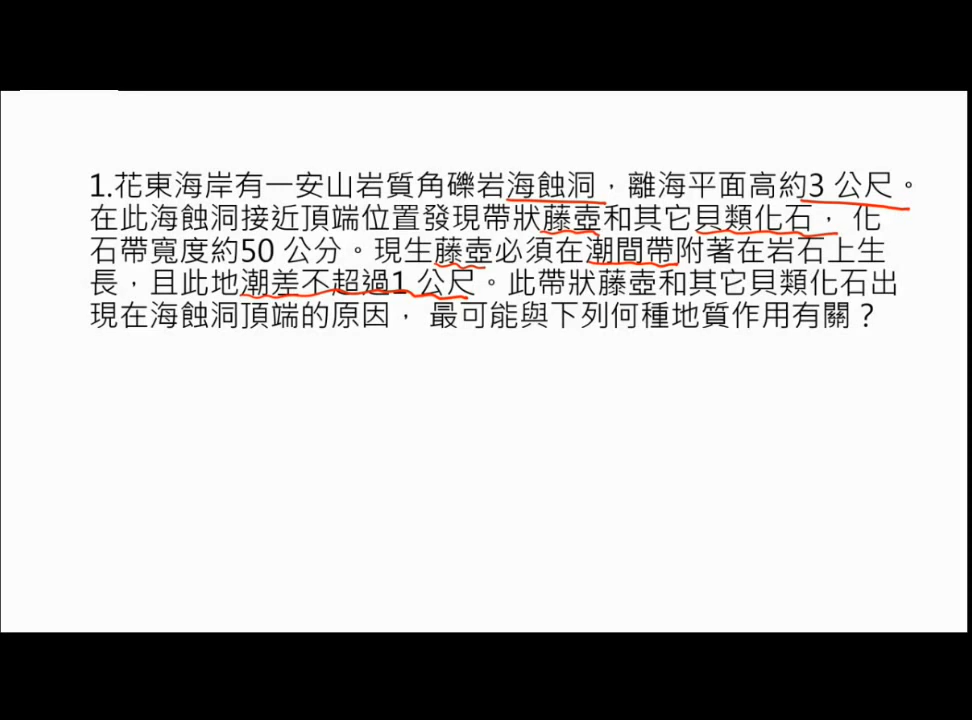 1.花東海岸有一安山岩質角礫岩海蝕洞，離海平面高約3 公尺。
在此海蝕洞接近頂端位置發現帶狀藤壺和其它貝類化石， 化
石帶寬度約50 公分。現生藤壺必須在潮間帶附著在岩石上生
長，且此地潮差不超過1 公尺。此帶狀藤壺和其它貝類化石出
現在海蝕洞頂端的原因， 最可能與下列何種地質作用有關？